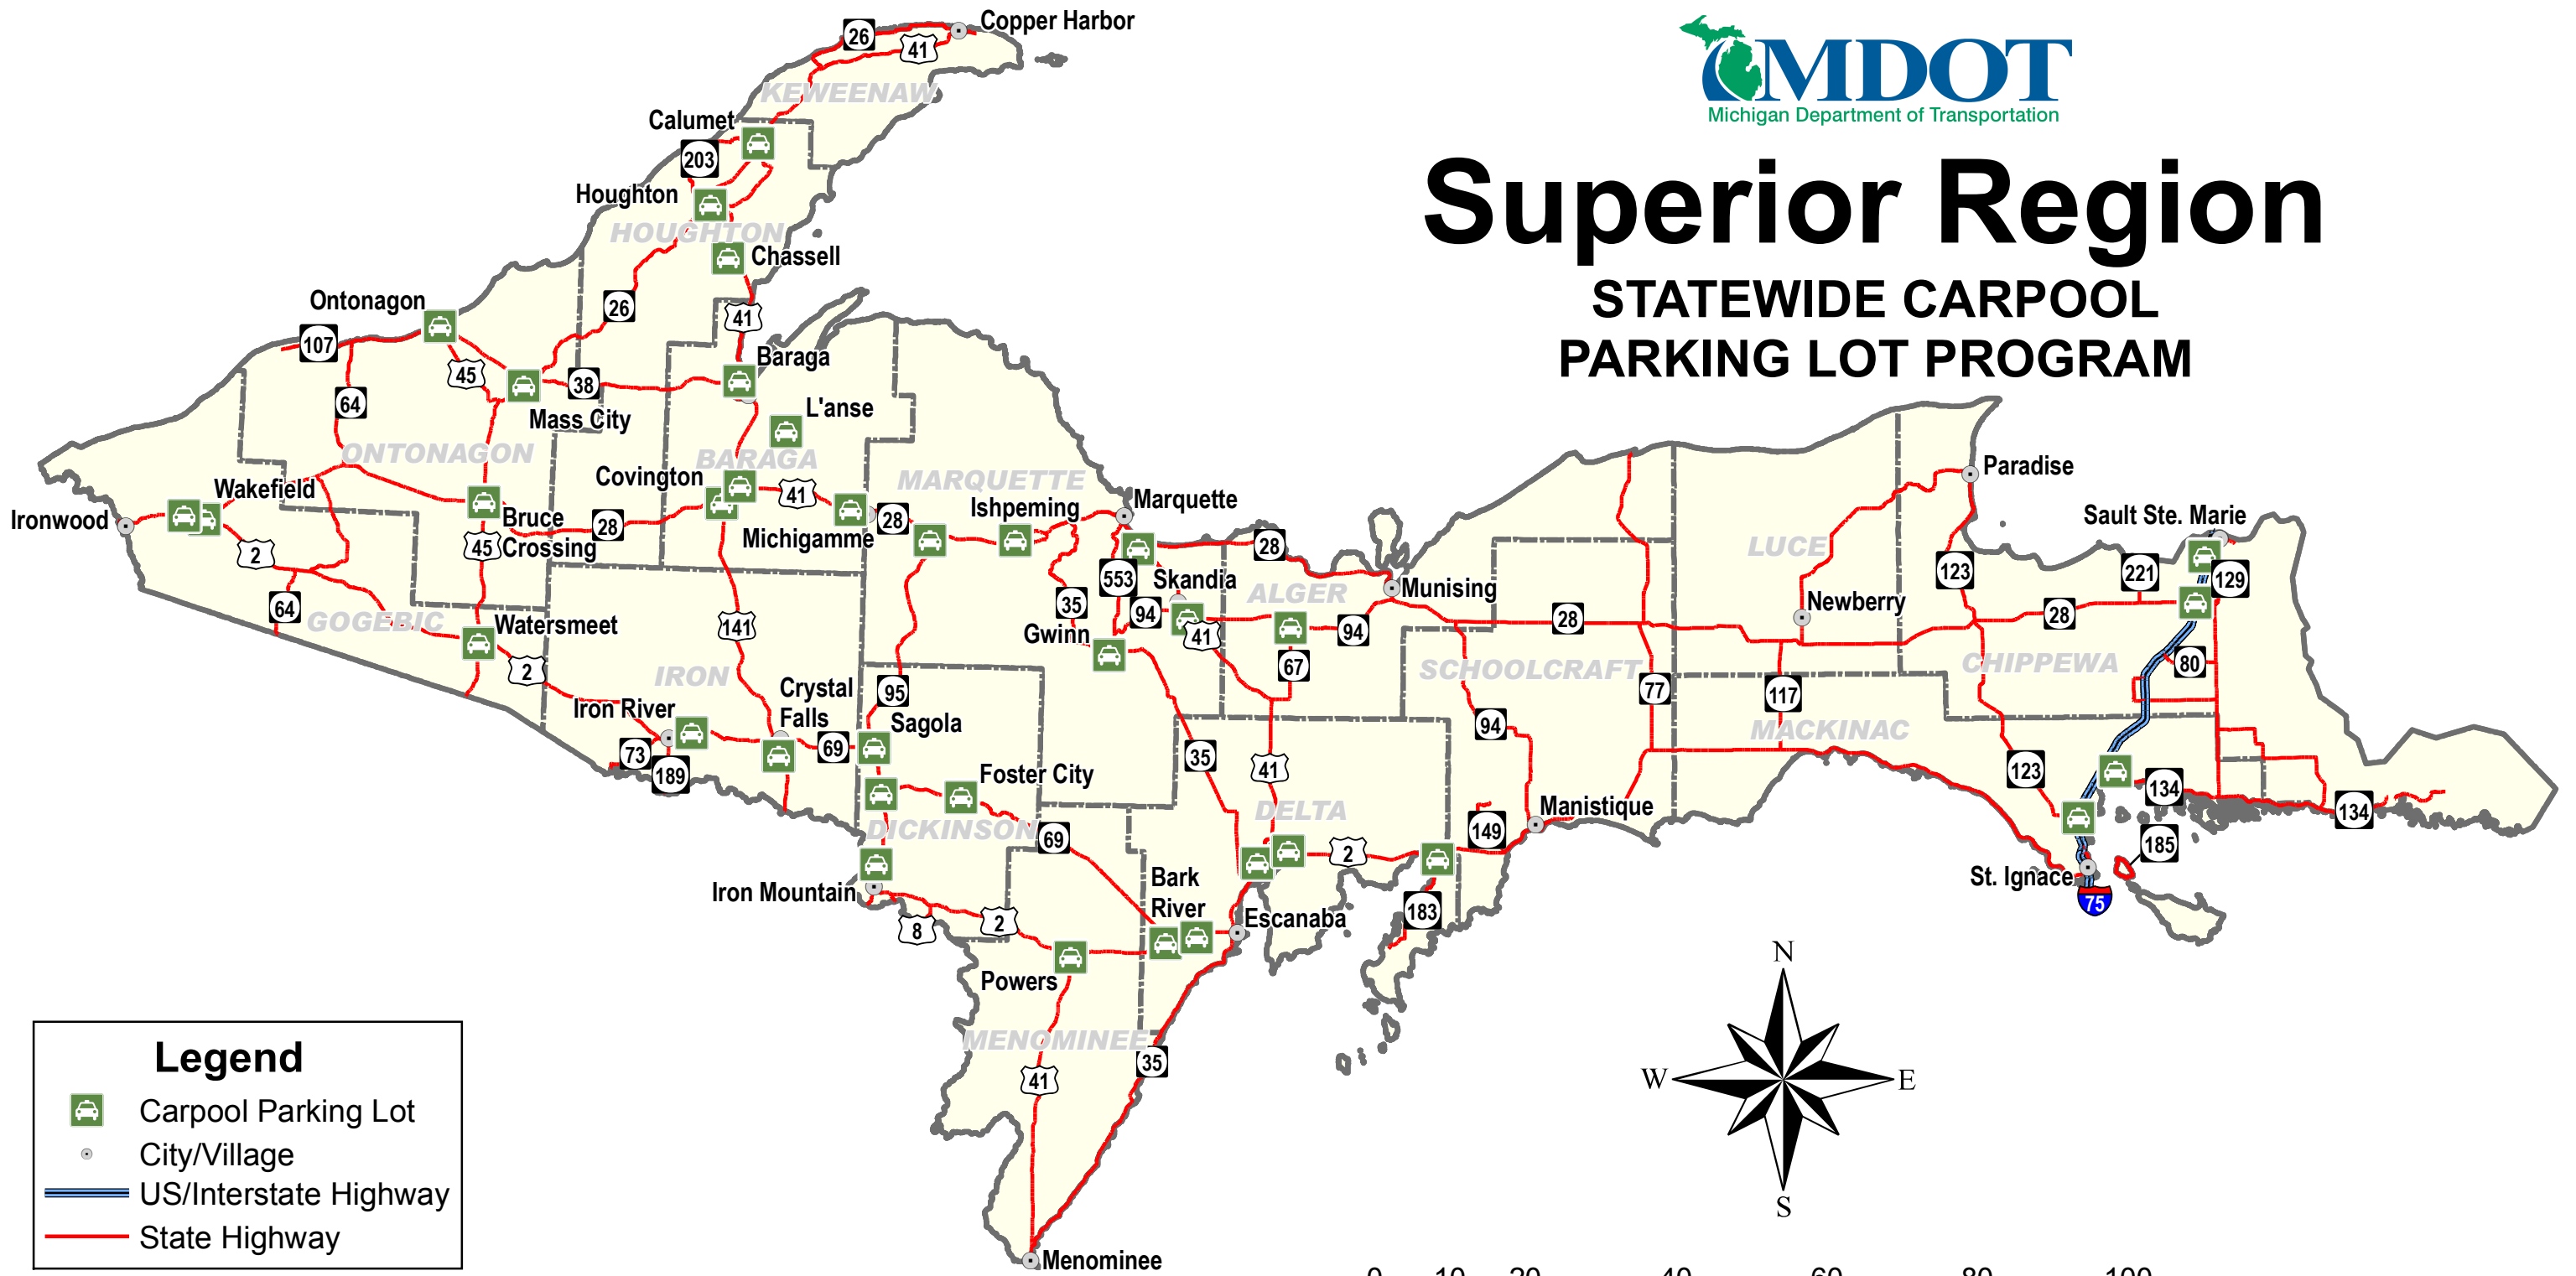 Copper Harbor
26
41
KEWEENAW
MDOT
Michigan Department of Transportation
Superior Region
STATEWIDE CARPOOL
PARKING LOT PROGRAM
Calumet
203
Houghton
HOUGHTON
Chassell
Ontonagon
26
41
107
45
Baraga
64
38
Mass City
L'anse
ONTONAGON
BARAGA
Covington
41
MARQUETTE
Marquette
Paradise
Wakefield
Ironwood
Bruce
Crossing
28
Michigamme
28
Ishpeming
Sault Ste. Marie
2
45
28
LUCE
553
Skandia
ALGER
Munising
123
221
129
64
GOGEBIC
Watersmeet
141
35
94
41
94
28
Newberry
28
Gwinn
2
IRON
67
SCHOOLCRAFT
CHIPPEWA
80
Crystal
Falls
95
77
117
Iron River
Sagola
94
MACKINAC
73
69
35
41
123
189
Foster City
134
DICKINSON
DELTA
149
Manistique
134
69
2
185
Iron Mountain
Bark
River
St. Ignace
75
8
2
Escanaba
183
Powers
N
MENOMINEE
35
41
W
E
S
Legend
Carpool Parking Lot
City/Village
US/Interstate Highway
State Highway
Menominee
0 10 20 40 60 80 100